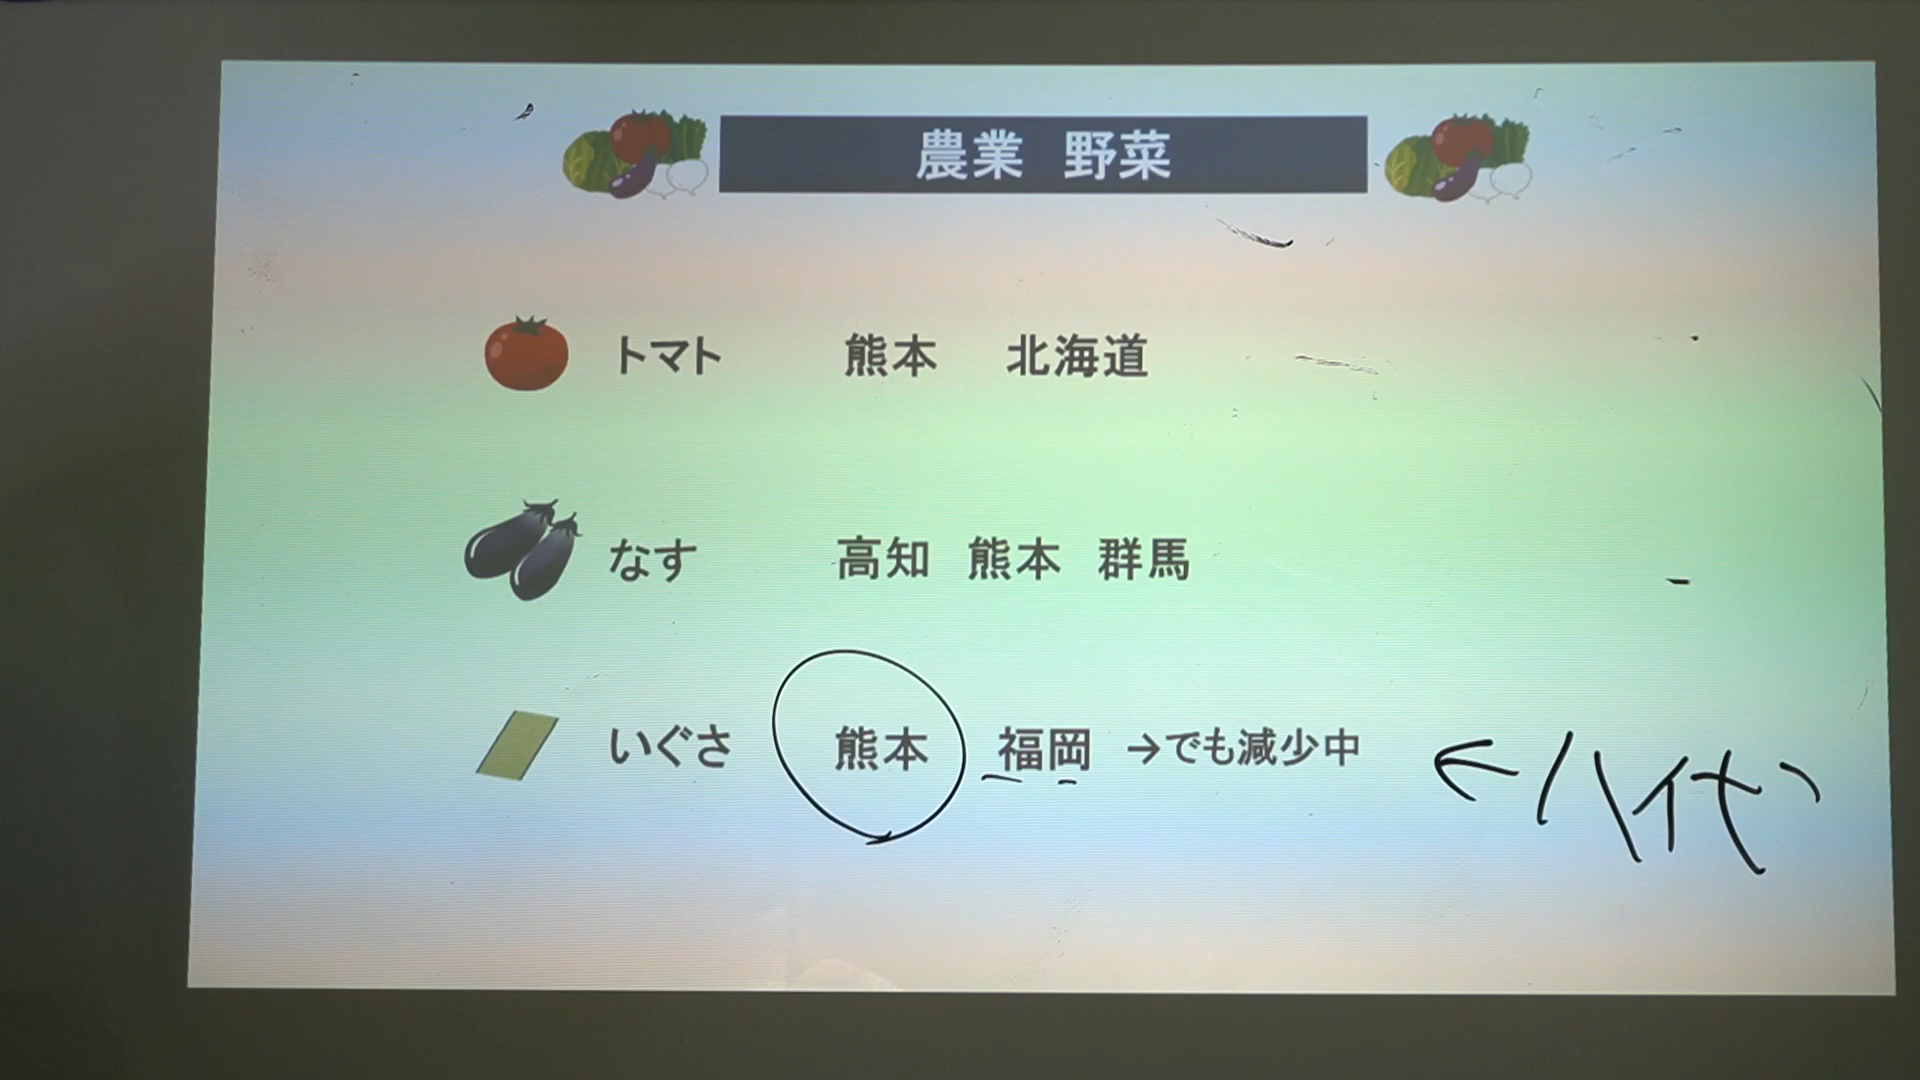 農業 野菜
トマト 熊本 北海道
なす 高知 熊本 群馬
いぐさ 熊本 福岡 →でも減少中 ←八代